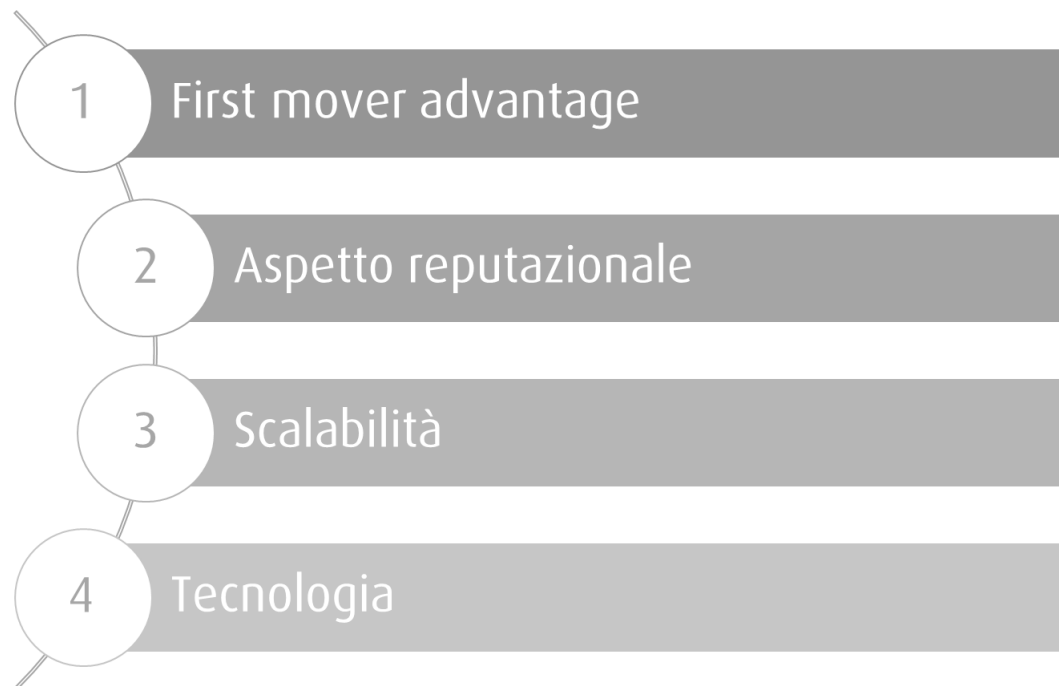 1 First mover advantage
2 Aspetto reputazionale
3 Scalabilità
4 Tecnologia